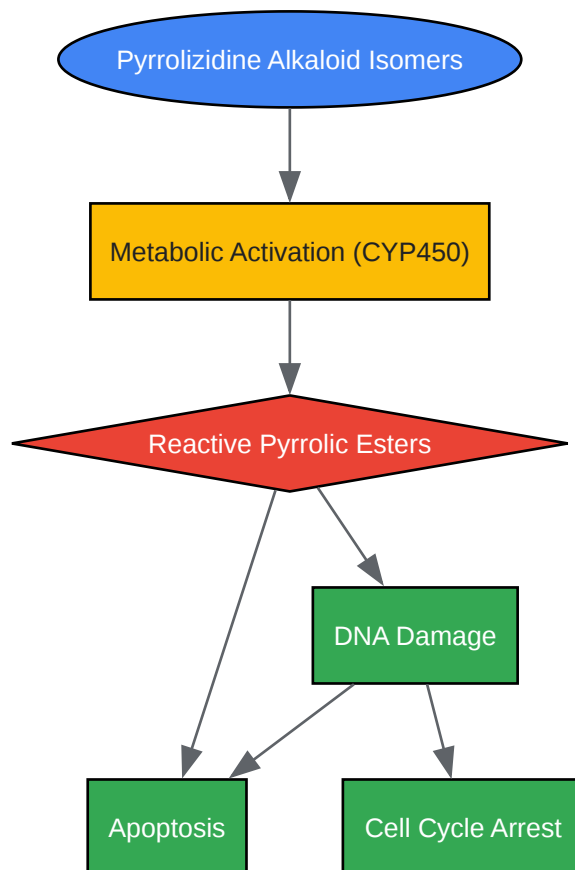 Pyrrolizidine Alkaloid Isomers
Metabolic Activation (CYP450)
Reactive Pyrrolic Esters
DNA Damage
Apoptosis
Cell Cycle Arrest